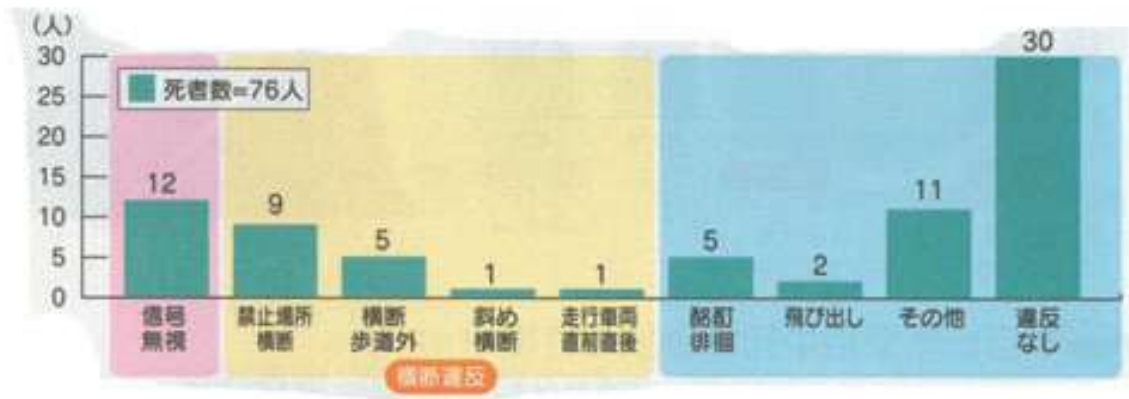 (人)
30
25
20
15
10
5
0
死者数=76人
12
9
5
1
1
5
2
11
30
信号
無視
禁止場所
横断
横断
歩道外
斜め
横断
走行車両
直前直後
酩酊
徘徊
飛び出し
その他
違反
なし
横断違反